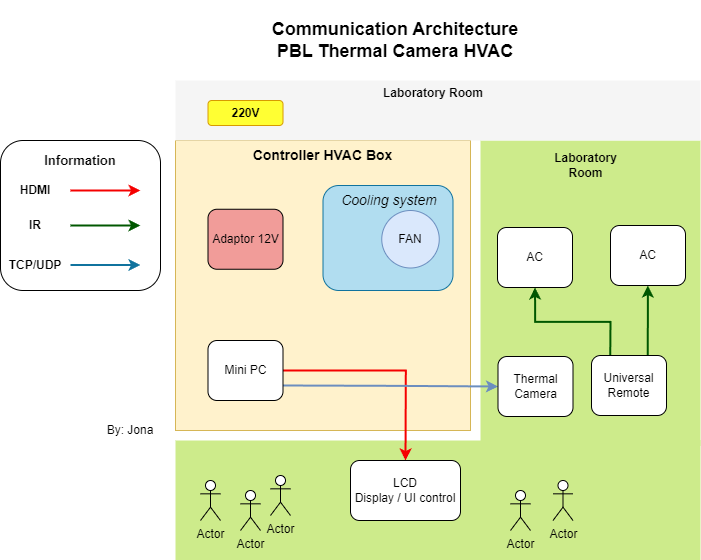 Communication Architecture
PBL Thermal Camera HVAC
Laboratory Room
220V
Information
HDMI
IR
TCP/UDP
Controller HVAC Box
Cooling system
Adaptor 12V
FAN
Mini PC
Laboratory
Room
AC
AC
Thermal
Camera
Universal
Remote
By: Jona
LCD
Display / UI control
Actor
Actor
Actor
Actor
Actor